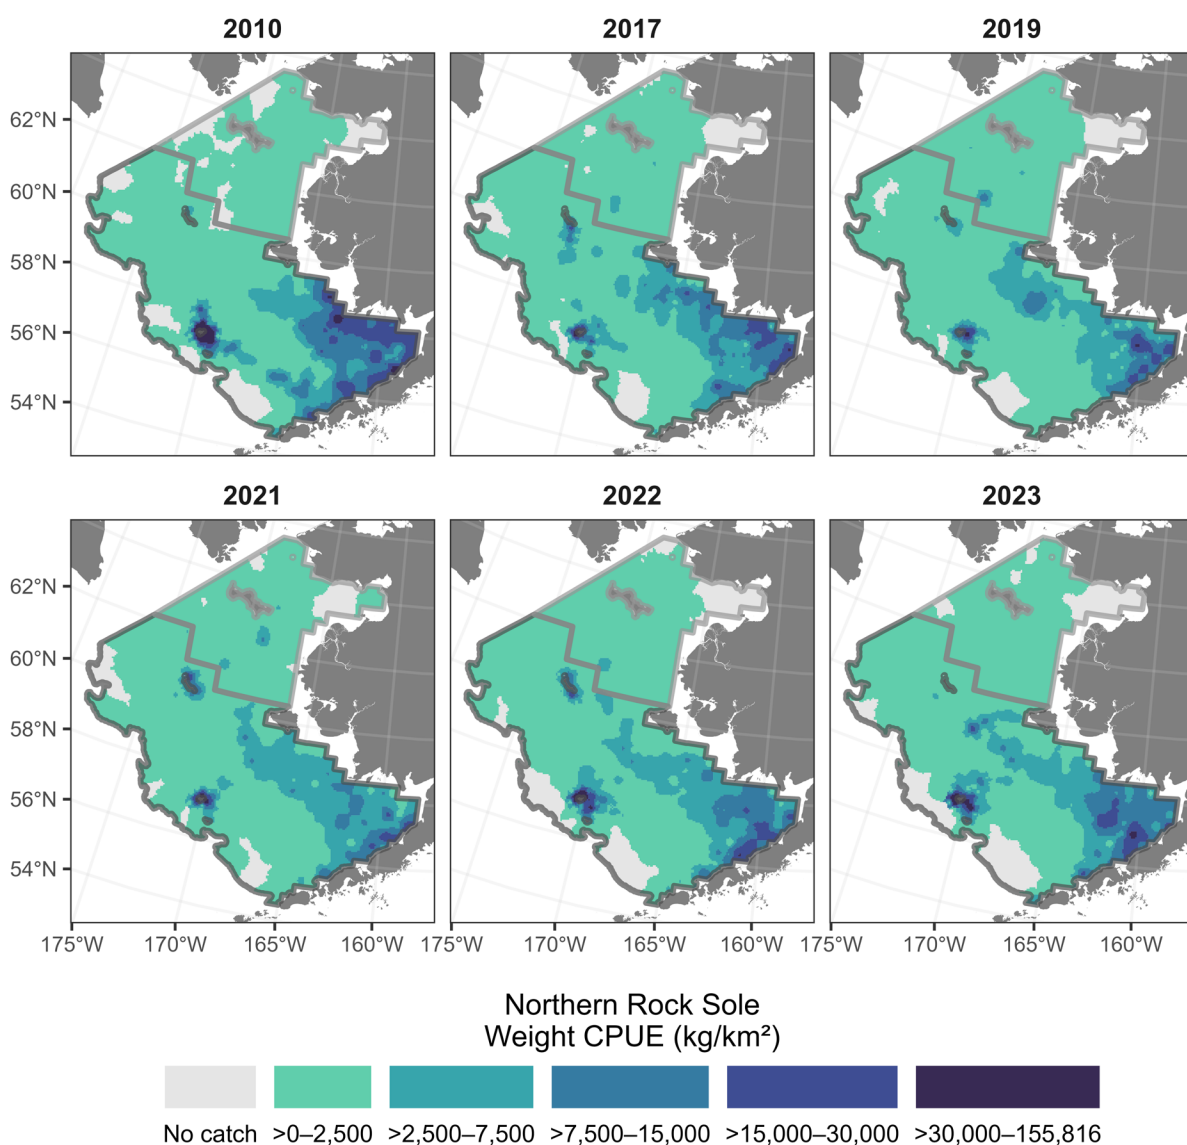 2010 2017 2019
62°N
60°N
58°N
56°N
54°N
2021 2022 2023
62°N
60°N
58°N
56°N
54°N
175°W 170°W 165°W 160°W 175°W 170°W 165°W 160°W 175°W 170°W 165°W 160°W
Northern Rock Sole
Weight CPUE (kg/km²)
No catch >0–2,500 >2,500–7,500 >7,500–15,000 >15,000–30,000 >30,000–155,816